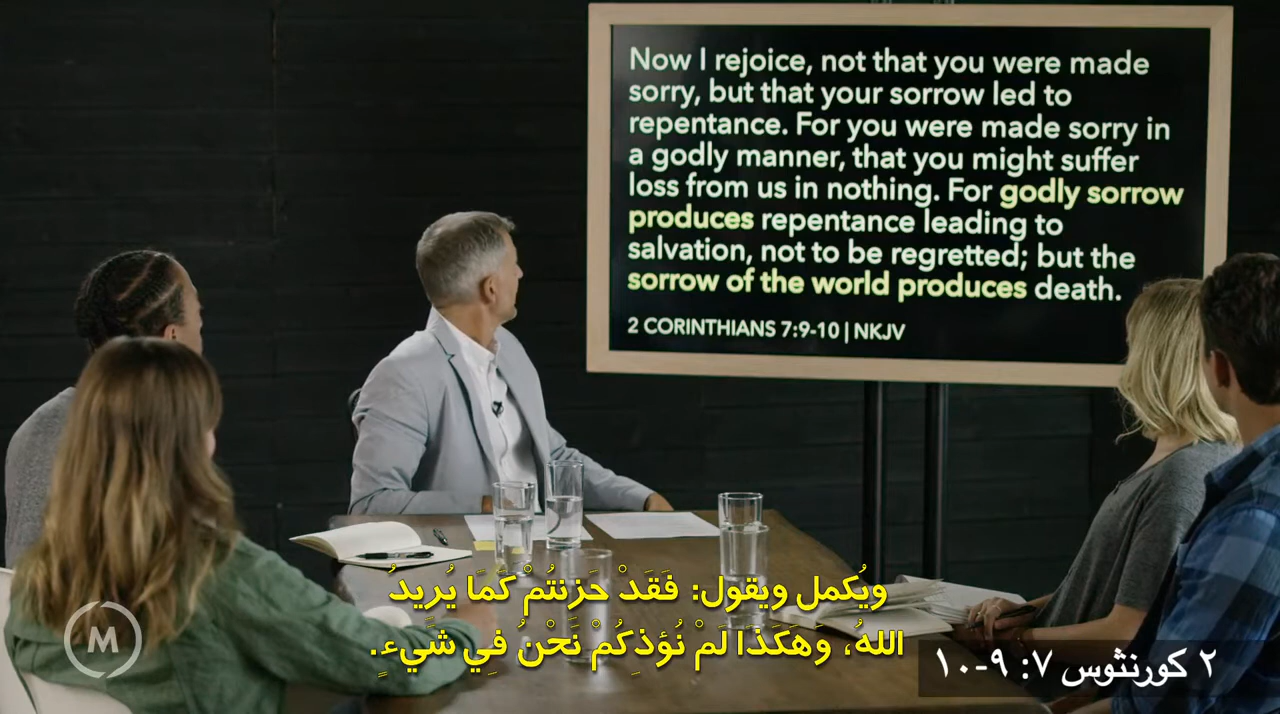 Now I rejoice, not that you were made
sorry, but that your sorrow led to
repentance. For you were made sorry in
a godly manner, that you might suffer
loss from us in nothing. For godly sorrow
produces repentance leading to
salvation, not to be regretted; but the
sorrow of the world produces death.
2 CORINTHIANS 7:9-10 | NKJV
ويُكمل ويقول: فَقَدْ حَزِنتُمْ كَمَا يُرِيدُ
اللهُ، وَهَكَذَا لَمْ نُؤذِكُمْ نَحْنُ فِي شَيءٍ.
٢ كورنثوس ٧: ٩-١٠
M